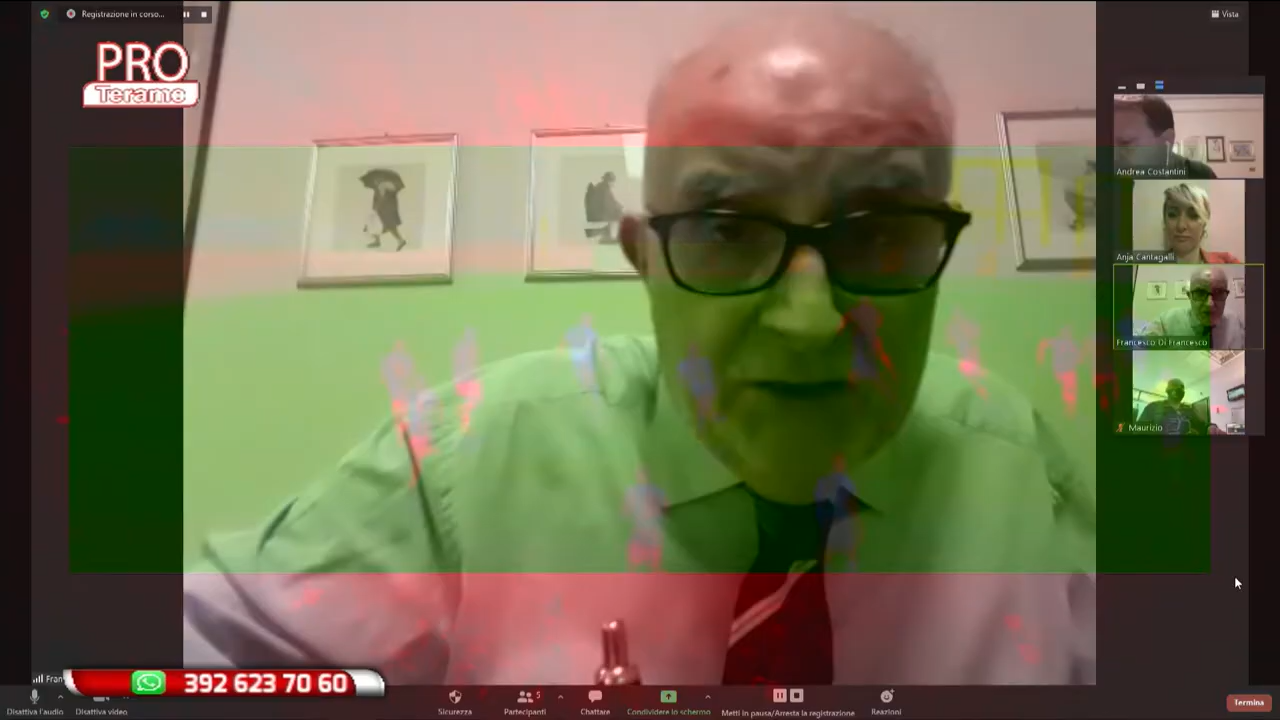 Registrazione in corso...
Vista
PRO
Teramo
Andrea Costantini
Anja Cantagalli
Francesco Di Francesco
Maurizio
Fran
392 623 70 60
Disattiva l'audio
Disattiva video
Sicurezza
Partecipanti
5
Chattare
Condividere lo schermo
Metti in pausa/Arresta la registrazione
Reazioni
Termina